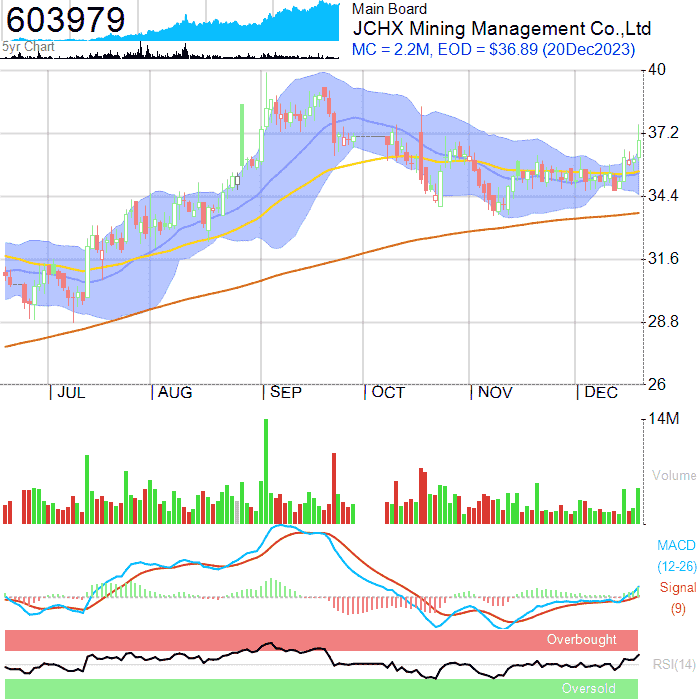 603979
5yr Chart
Main Board
JCHX Mining Management Co.,Ltd
MC = 2.2M, EOD = $36.89 (20Dec2023)
40
37.2
34.4
31.6
28.8
26
JUL
AUG
SEP
OCT
NOV
DEC
14M
Volume
MACD
(12-26)
Signal
(9)
Overbought
RSI(14)
Oversold